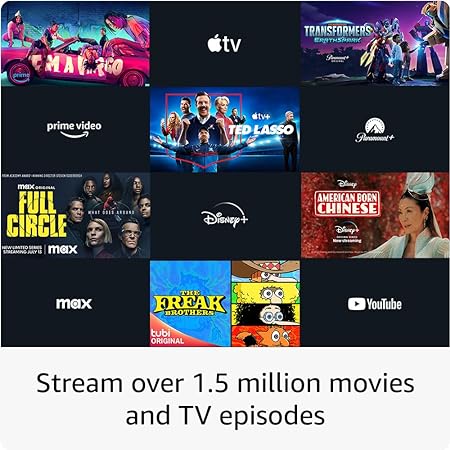 prime
SWARM
tv
TRANSFORMERS
EARTHSPARK
Paramount+
ORIGINAL
prime video
tv+
TED LASSO
Paramount+
FROM ACADEMY AWARD-WINNING DIRECTOR STEVEN SODERBERGH
max ORIGINAL
FULL
CIRCLE
WHAT GOES AROUND
NEW LIMITED SERIES
STREAMING JULY 13
max
Disney+
Disney
AMERICAN BORN
CHINESE
Disney+
ORIGINAL SERIES
Now streaming
max
THE
FREAK
BROTHERS
tubi
ORIGINAL
YouTube
Stream over 1.5 million movies
and TV episodes